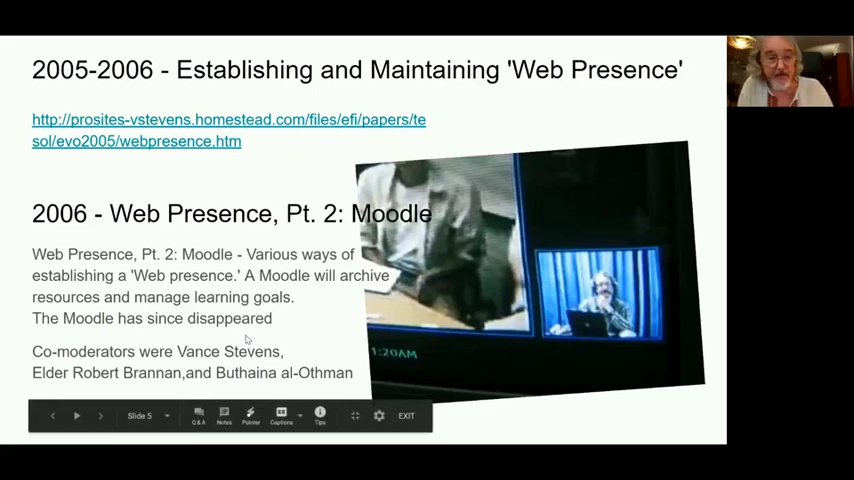 2005-2006 - Establishing and Maintaining 'Web Presence'
http://prosites-vstevens.homestead.com/files/efi/papers/te
sol/evo2005/webpresence.htm
2006 - Web Presence, Pt. 2: Moodle
Web Presence, Pt. 2: Moodle - Various ways of
establishing a 'Web presence.' A Moodle will archive
resources and manage learning goals.
The Moodle has since disappeared
1:20AM
Co-moderators were Vance Stevens,
Elder Robert Brannan,and Buthaina al-Othman
Slide 5
Q&A Notes Pointer Captions Tips
EXIT